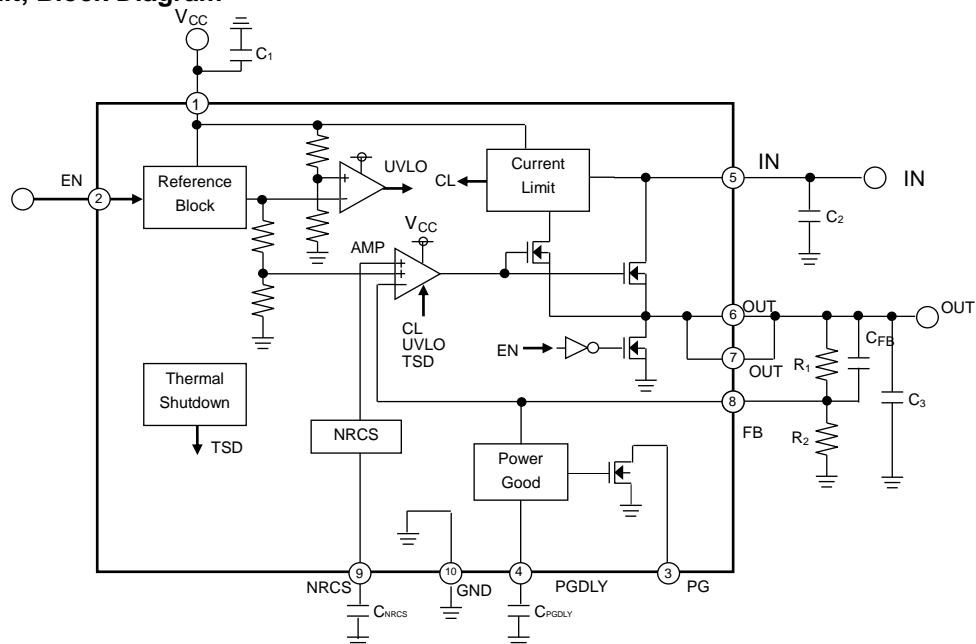 Block Diagram
VCC
C1
1
EN
2
Reference
Block
UVLO
CL
Current
Limit
5
IN
IN
C2
VCC
AMP
CL
UVLO
TSD
EN
6
OUT
OUT
7
OUT
CFB
R1
C3
8
FB
R2
Thermal
Shutdown
TSD
NRCS
Power
Good
9
NRCS
10
GND
4
PGDLY
3
PG
CNRCS
CPGDLY